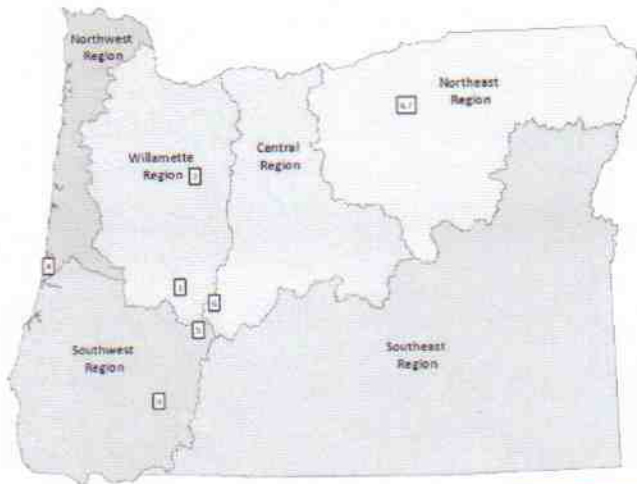 Northwest
Region
Northeast
Region
Willamette
Region
Central
Region
Southwest
Region
Southeast
Region